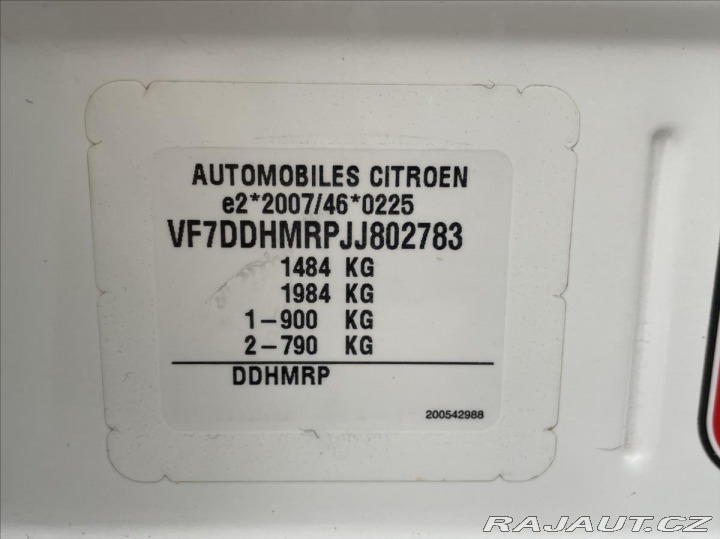 AUTOMOBILES CITROEN
e2*2007/46*0225
VF7DDHMRPJJ802783
1484 KG
1984 KG
1-900 KG
2-790 KG
DDHMRP
200542988
RAJAUT.CZ